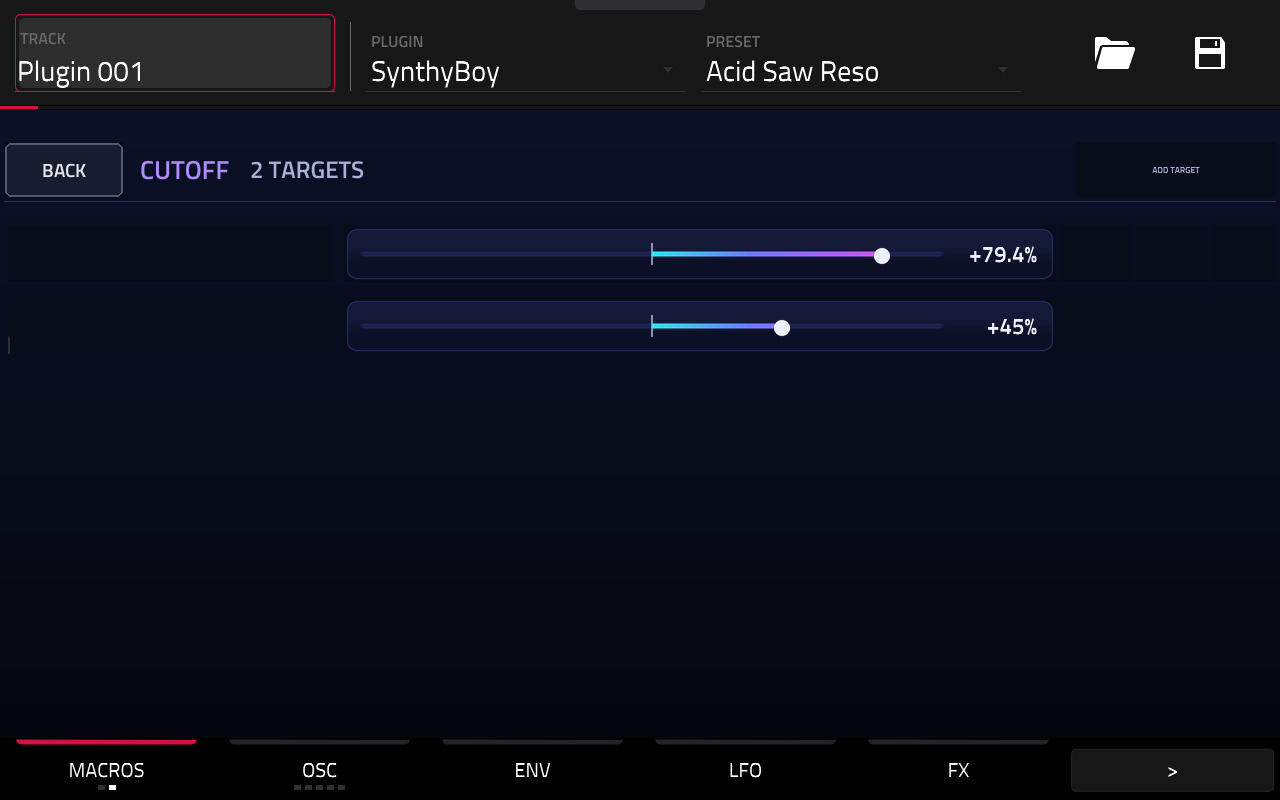 TRACK
Plugin 001
PLUGIN
SynthyBoy
PRESET
Acid Saw Reso
BACK
CUTOFF
2 TARGETS
ADD TARGET
+79.4%
+45%
MACROS
OSC
ENV
LFO
FX
>